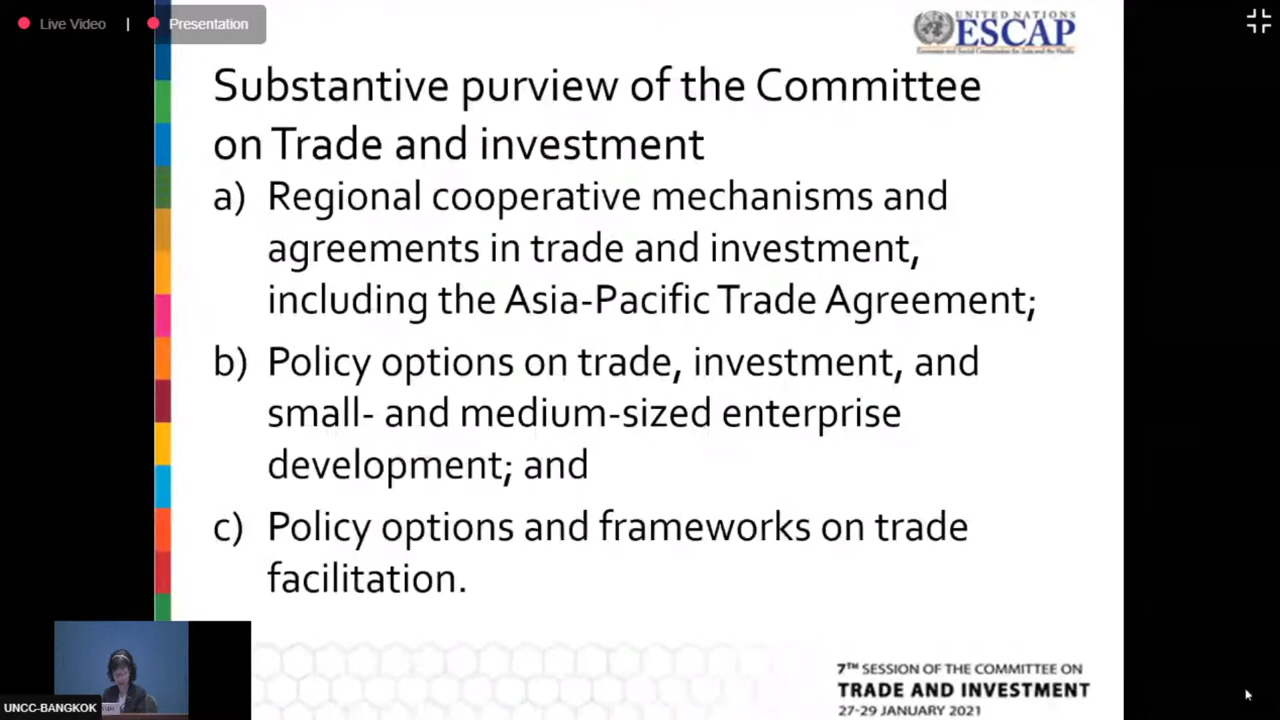 Live Video | Presentation
UNITED NATIONS
ESCAP
Economic and Social Commission for Asia and the Pacific
Substantive purview of the Committee
on Trade and investment
a) Regional cooperative mechanisms and
agreements in trade and investment,
including the Asia-Pacific Trade Agreement;
b) Policy options on trade, investment, and
small- and medium-sized enterprise
development; and
c) Policy options and frameworks on trade
facilitation.
UNCC-BANGKOK
7TH SESSION OF THE COMMITTEE ON
TRADE AND INVESTMENT
27-29 JANUARY 2021